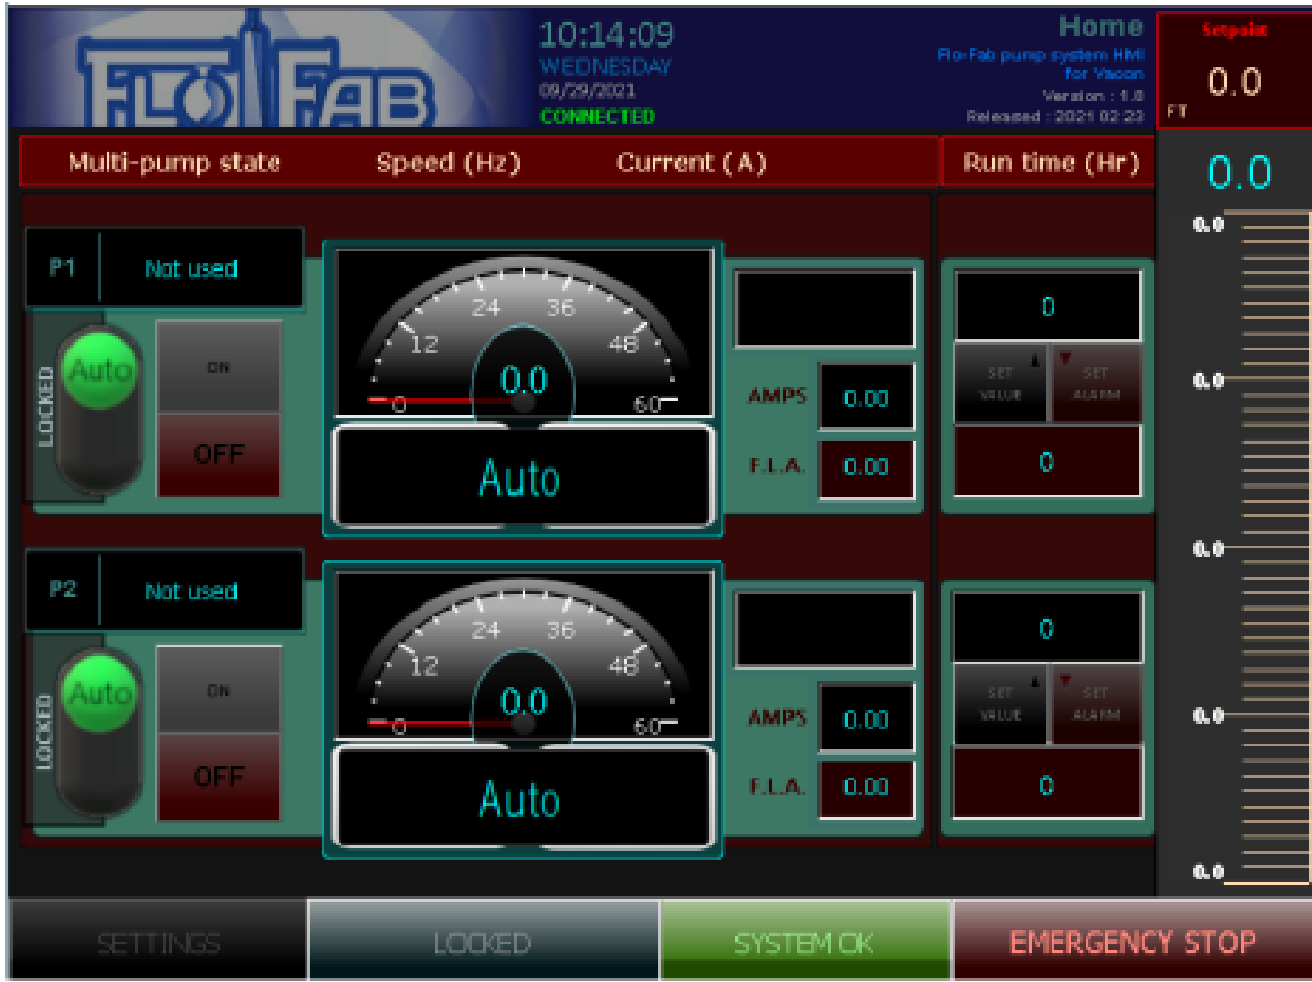 FLO FAB
10:14:09
WEDNESDAY
09/29/2021
CONNECTED
Home
Flo-Fab pump system HMI
for Vacon
Version : 1.8
Released : 2021 02 23
Setpoint
0.0
FT
Multi-pump state Speed (Hz) Current (A) Run time (Hr)
0.0
P1 Not used
LOCKED
Auto
ON
OFF
0 12 24 36 48 60
0.0
Auto
AMPS 0.00
F.L.A. 0.00
0
SET VALUE
SET ALARM
0
P2 Not used
LOCKED
Auto
ON
OFF
0 12 24 36 48 60
0.0
Auto
AMPS 0.00
F.L.A. 0.00
0
SET VALUE
SET ALARM
0
0.0
0.0
0.0
0.0
0.0
SETTINGS LOCKED SYSTEM OK EMERGENCY STOP